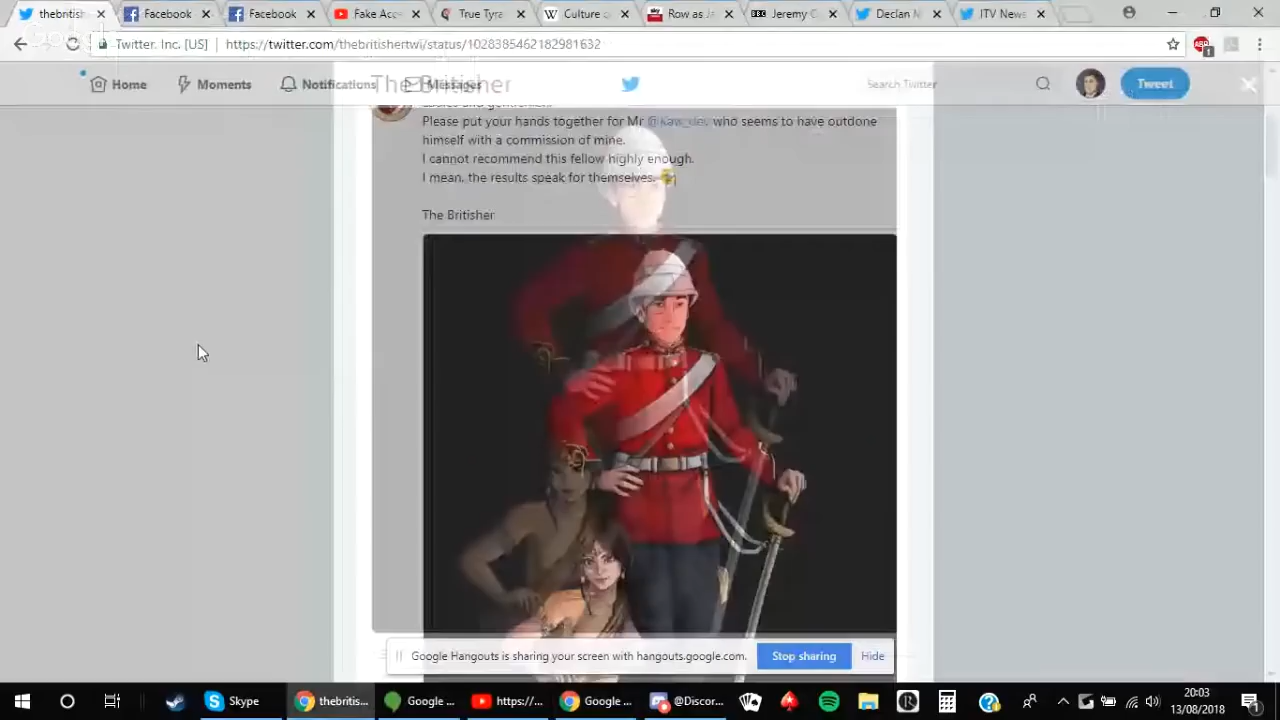 thebritish
Facebook
Facebook
Fake Acc
True Tyra
Culture o
Row as J
Jeremy C
Declan M
ITV News
Twitter, Inc. [US] https://twitter.com/thebritishertwi/status/1028385462182981632
Home
Moments
Notifications
Messages
The Britisher
Search Twitter
Tweet
Please put your hands together for Mr @kaw_dev who seems to have outdone
himself with a commission of mine.
I cannot recommend this fellow highly enough.
I mean, the results speak for themselves.
The Britisher
Google Hangouts is sharing your screen with hangouts.google.com.
Stop sharing
Hide
Skype
thebritis...
Google ...
https://...
Google ...
@Discor...
20:03
13/08/2018